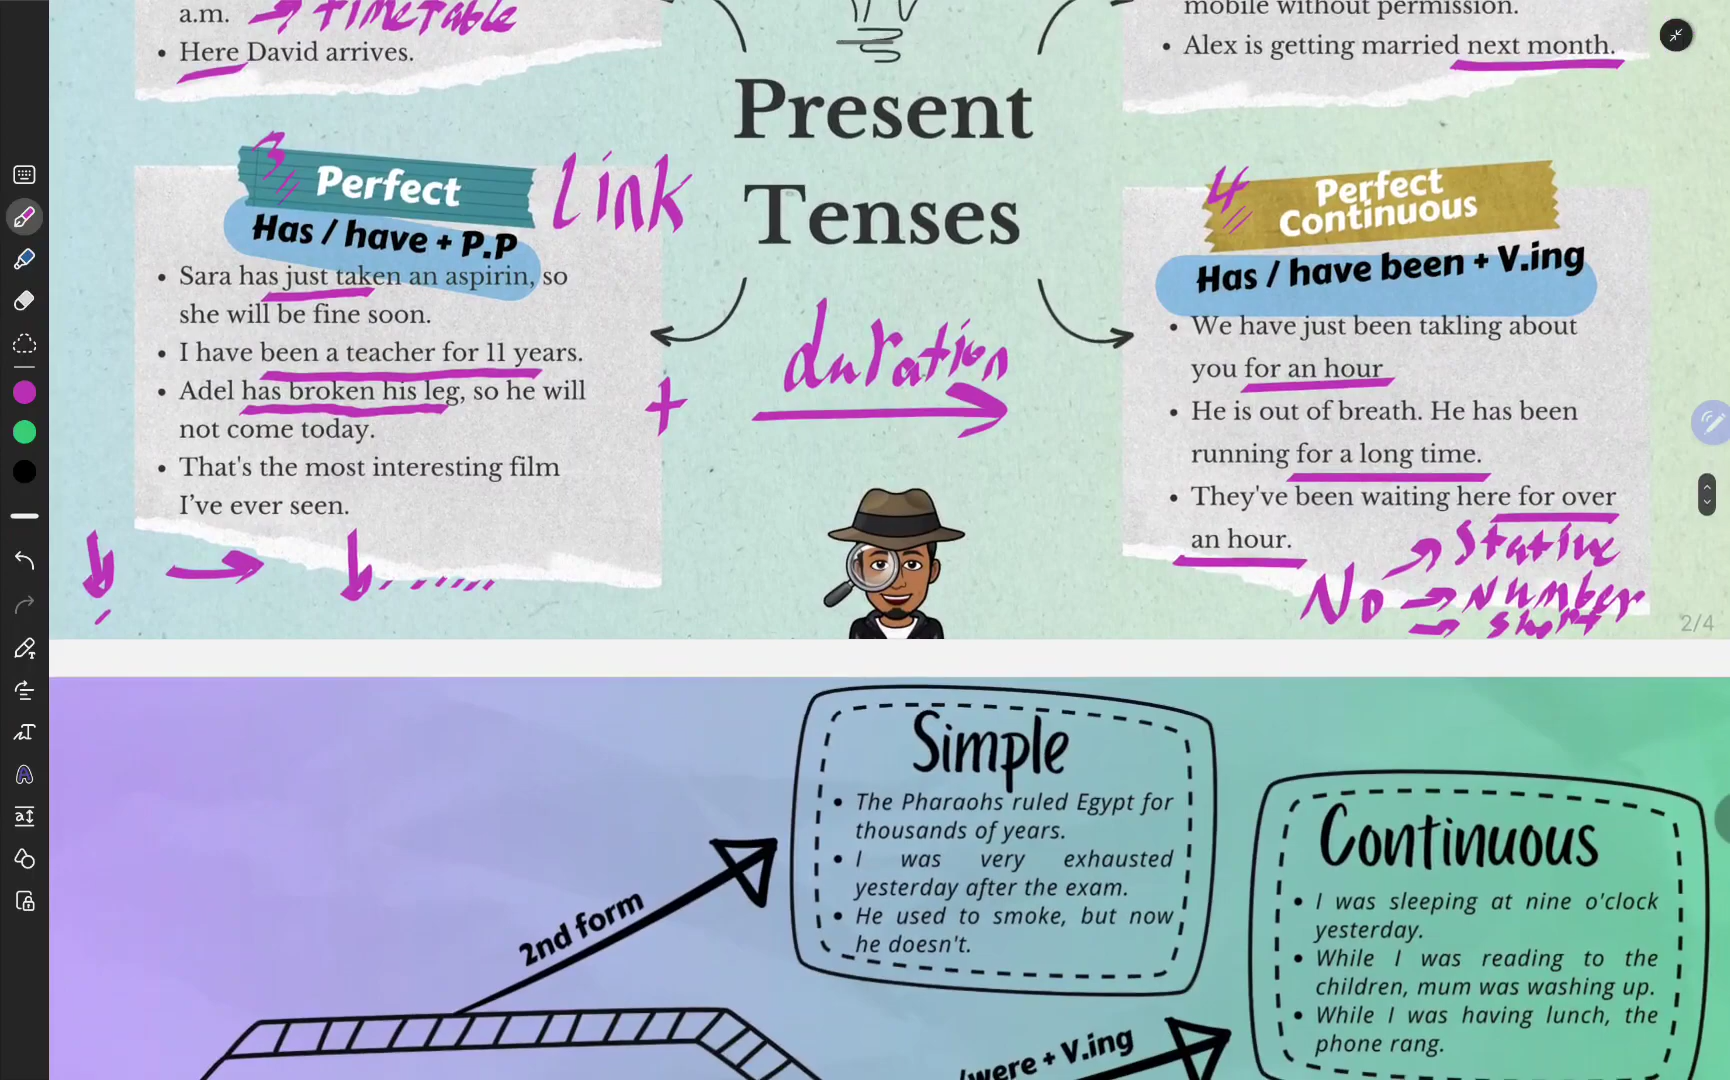 a.m. → timetable
• Here David arrives.
mobile without permission.
• Alex is getting married next month.
Present
Tenses
3
Perfect
Link
Has / have + P.P
• Sara has just taken an aspirin, so
she will be fine soon.
• I have been a teacher for 11 years.
• Adel has broken his leg, so he will
not come today.
• That's the most interesting film
I've ever seen.
+ duration
4
Perfect
Continuous
Has / have been + V.ing
• We have just been takling about
you for an hour
• He is out of breath. He has been
running for a long time.
• They've been waiting here for over
an hour.
No → Stative
→ Number
→ short
2/4
Simple
• The Pharaohs ruled Egypt for
thousands of years.
• I was very exhausted
yesterday after the exam.
• He used to smoke, but now
he doesn't.
2nd form
Continuous
• I was sleeping at nine o'clock
yesterday.
• While I was reading to the
children, mum was washing up.
• While I was having lunch, the
phone rang.
/were + V.ing